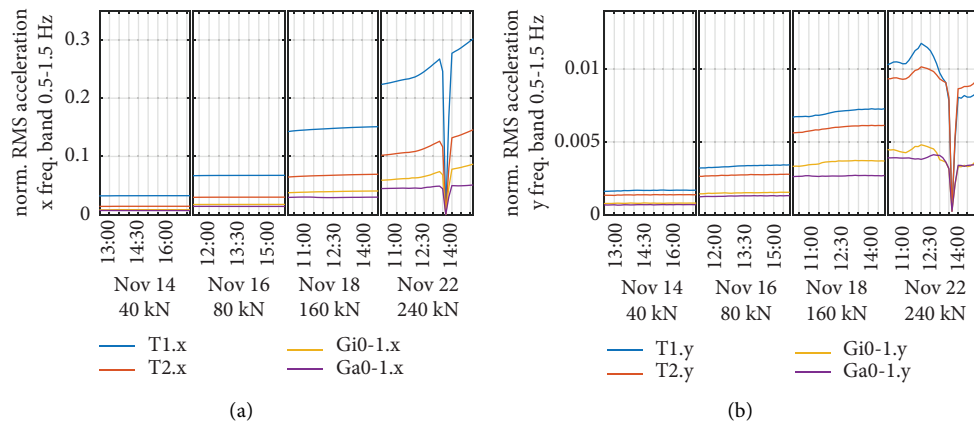 norm. RMS acceleration
x freq. band 0.5-1.5 Hz
0.3
0.2
0.1
0
13:00
14:30
16:00
12:00
13:30
15:00
11:00
12:30
14:00
11:00
12:30
14:00
Nov 14
40 kN
Nov 16
80 kN
Nov 18
160 kN
Nov 22
240 kN
T1.x
T2.x
Gi0-1.x
Ga0-1.x
(a)
norm. RMS acceleration
y freq. band 0.5-1.5 Hz
0.01
0.005
0
13:00
14:30
16:00
12:00
13:30
15:00
11:00
12:30
14:00
11:00
12:30
14:00
Nov 14
40 kN
Nov 16
80 kN
Nov 18
160 kN
Nov 22
240 kN
T1.y
T2.y
Gi0-1.y
Ga0-1.y
(b)